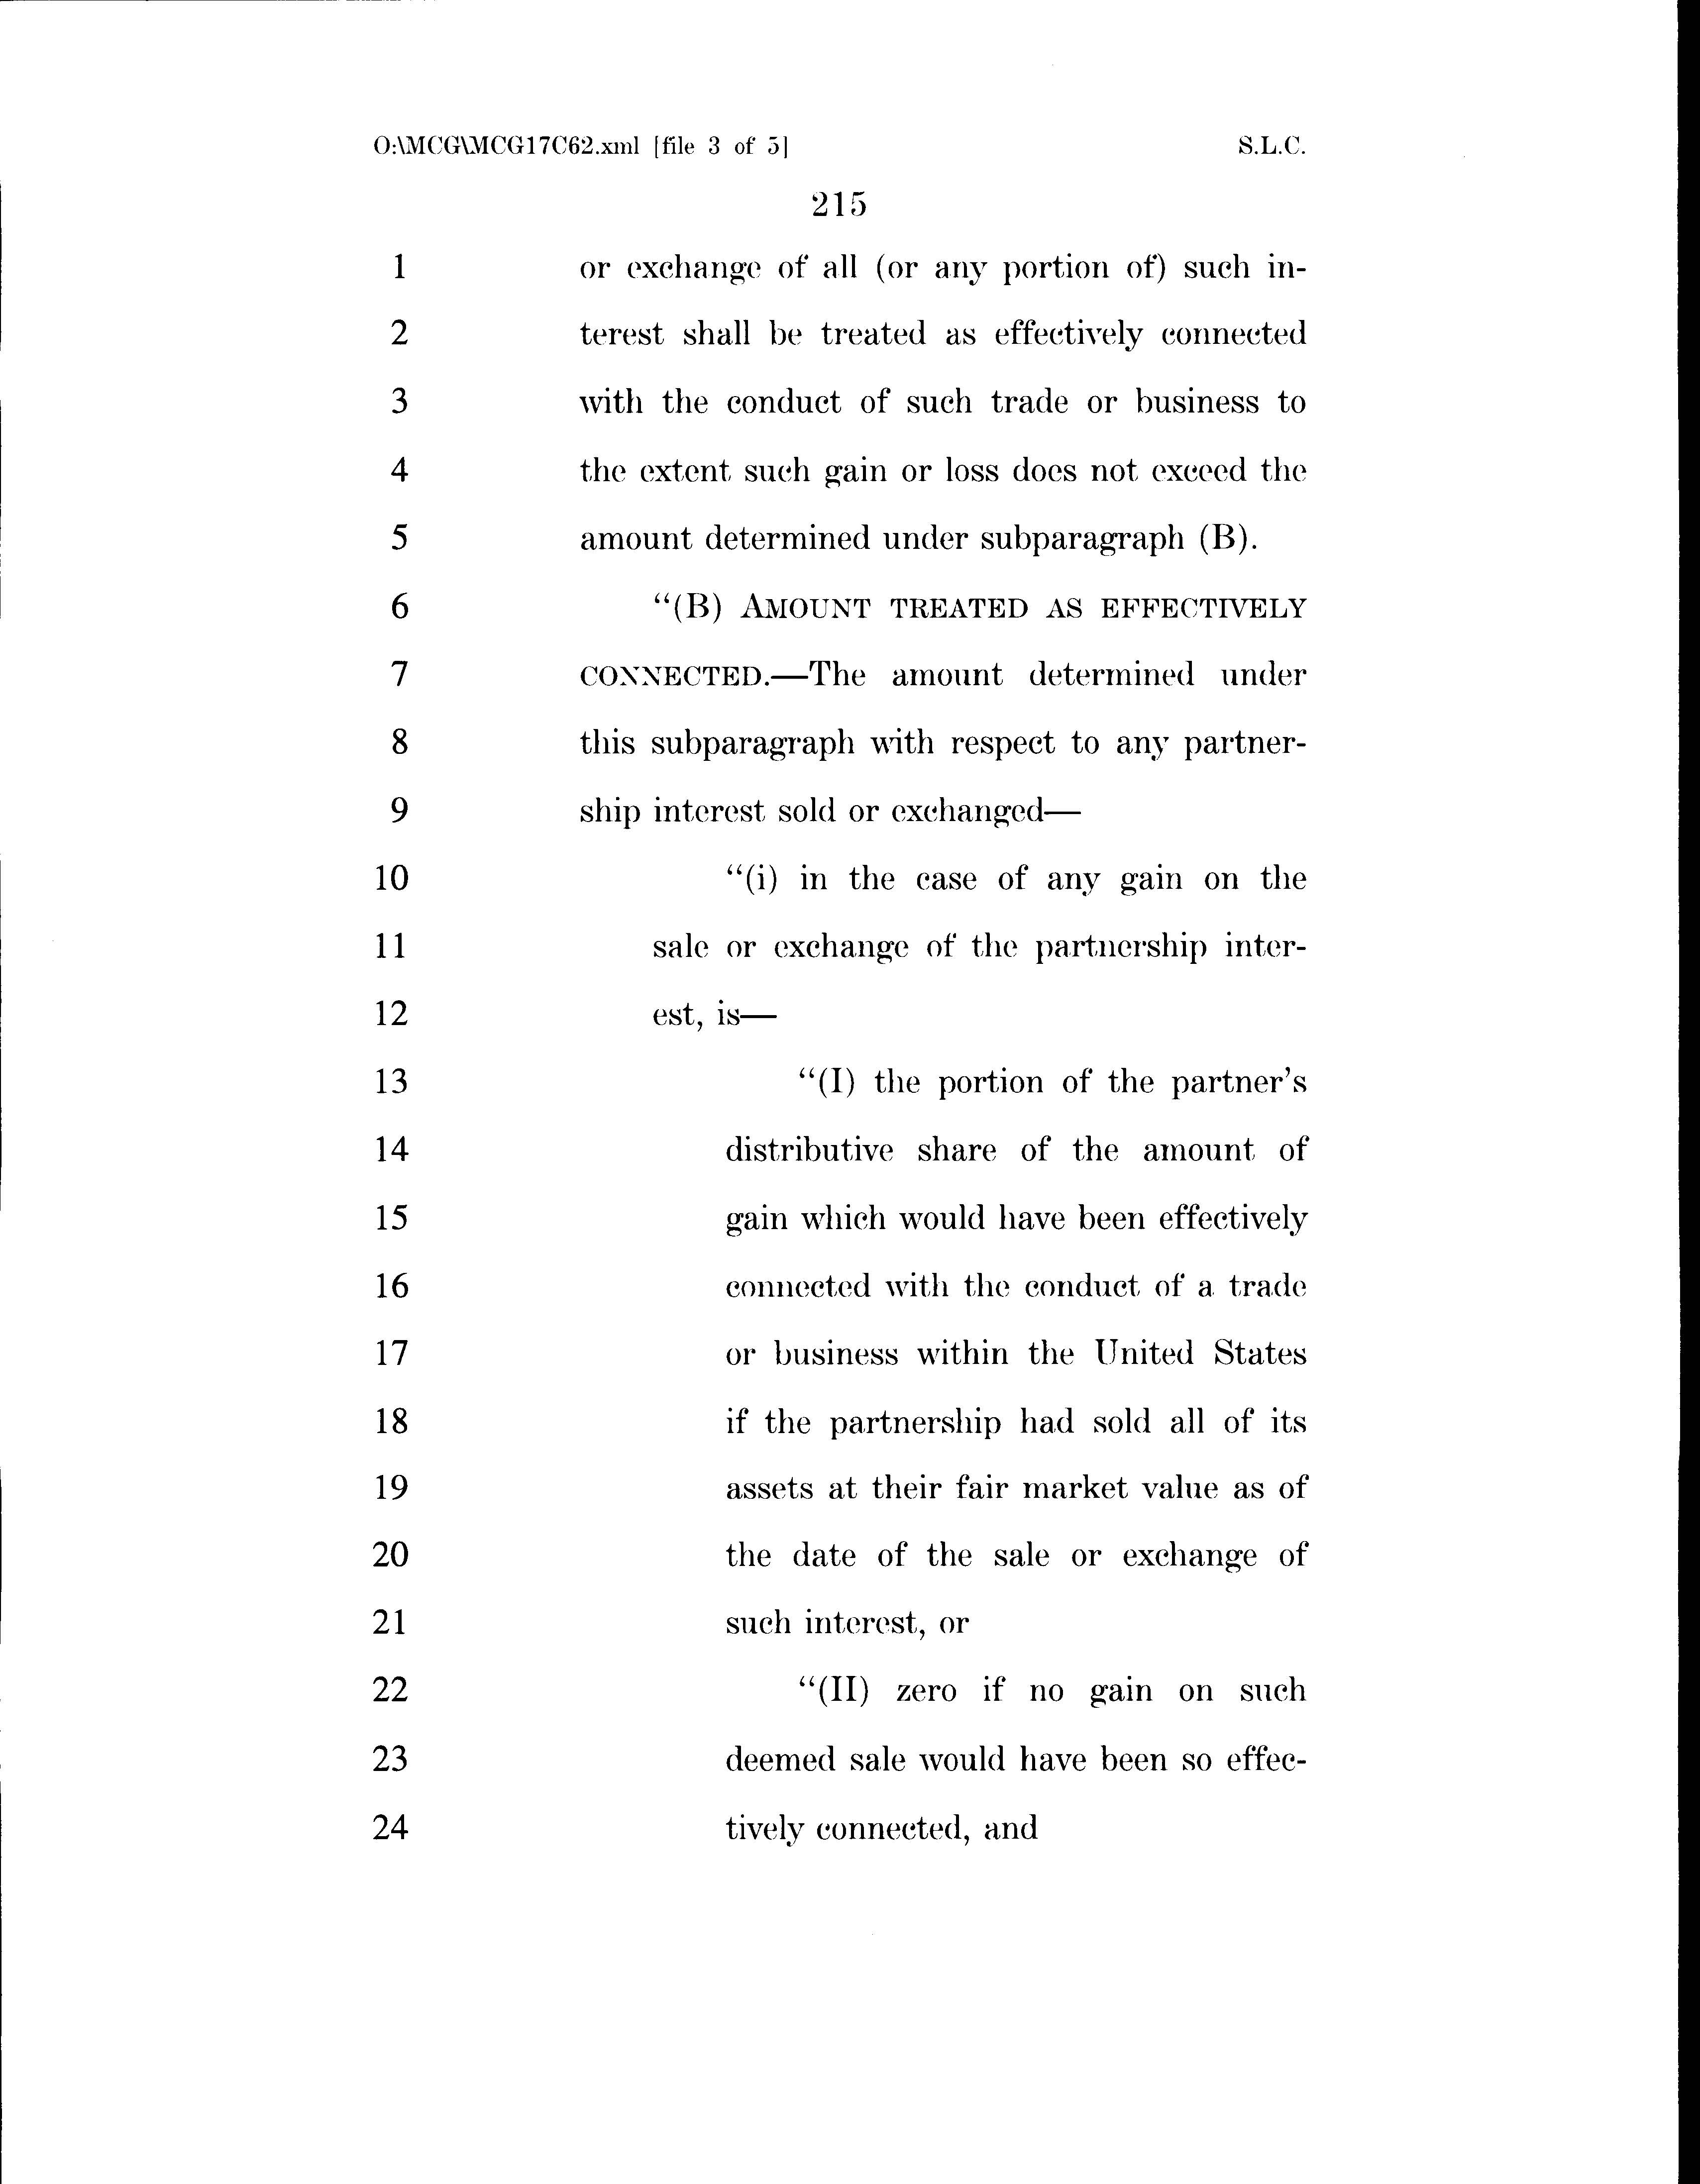 O:\MCG\MCG17C62.xml [file 3 of 5] S.L.C.
215
1 or exchange of all (or any portion of) such in-
2 terest shall be treated as effectively connected
3 with the conduct of such trade or business to
4 the extent such gain or loss does not exceed the
5 amount determined under subparagraph (B).
6 “(B) AMOUNT TREATED AS EFFECTIVELY
7 CONNECTED.—The amount determined under
8 this subparagraph with respect to any partner-
9 ship interest sold or exchanged—
10 “(i) in the case of any gain on the
11 sale or exchange of the partnership inter-
12 est, is—
13 “(I) the portion of the partner’s
14 distributive share of the amount of
15 gain which would have been effectively
16 connected with the conduct of a trade
17 or business within the United States
18 if the partnership had sold all of its
19 assets at their fair market value as of
20 the date of the sale or exchange of
21 such interest, or
22 “(II) zero if no gain on such
23 deemed sale would have been so effec-
24 tively connected, and